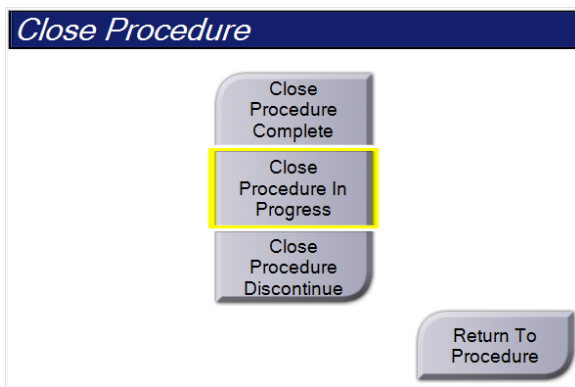 Close Procedure
Close
Procedure
Complete
Close
Procedure In
Progress
Close
Procedure
Discontinue
Return To
Procedure